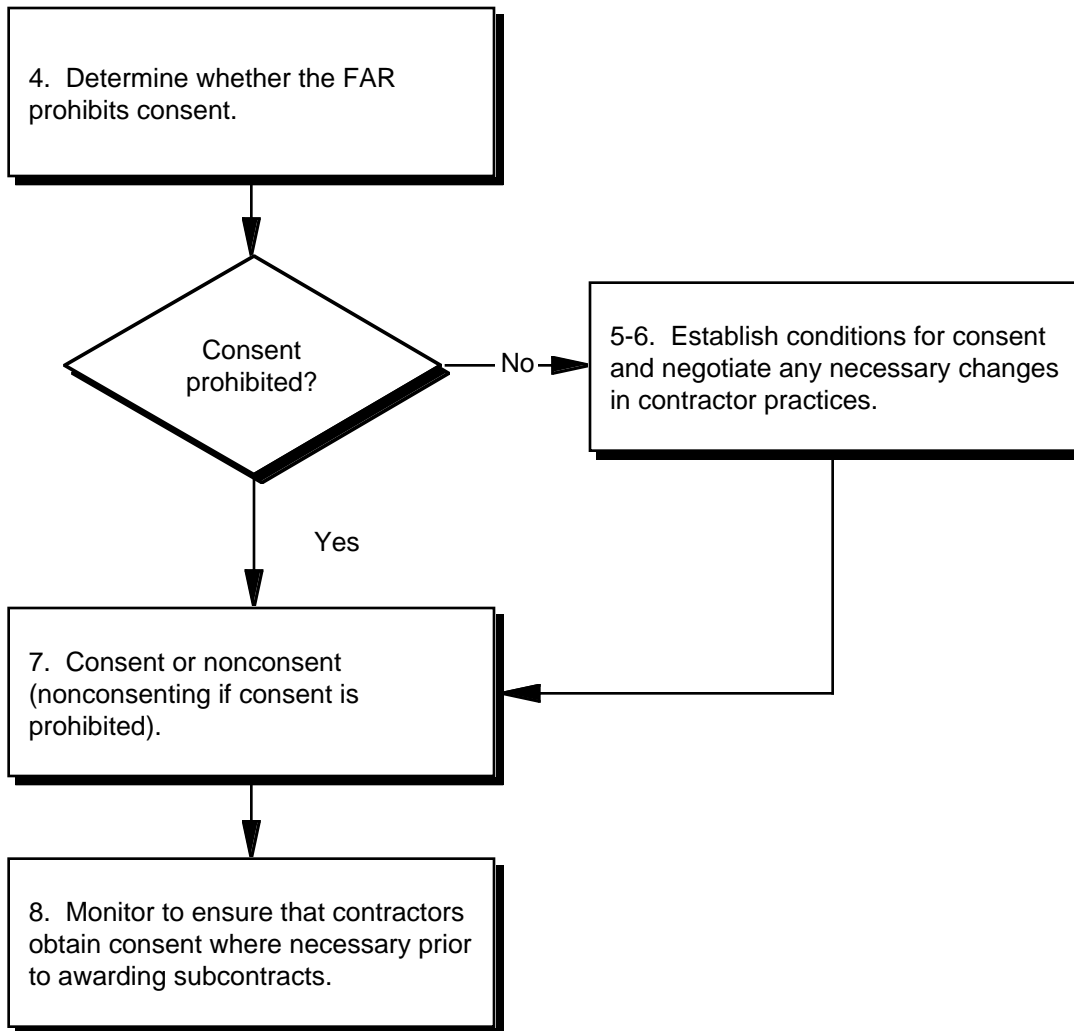 4.  Determine whether the FAR
prohibits consent.
Consent
prohibited?
No
5-6.  Establish conditions for consent
and negotiate any necessary changes
in contractor practices.
Yes
7.  Consent or nonconsent
(nonconsenting if consent is
prohibited).
8.  Monitor to ensure that contractors
obtain consent where necessary prior
to awarding subcontracts.